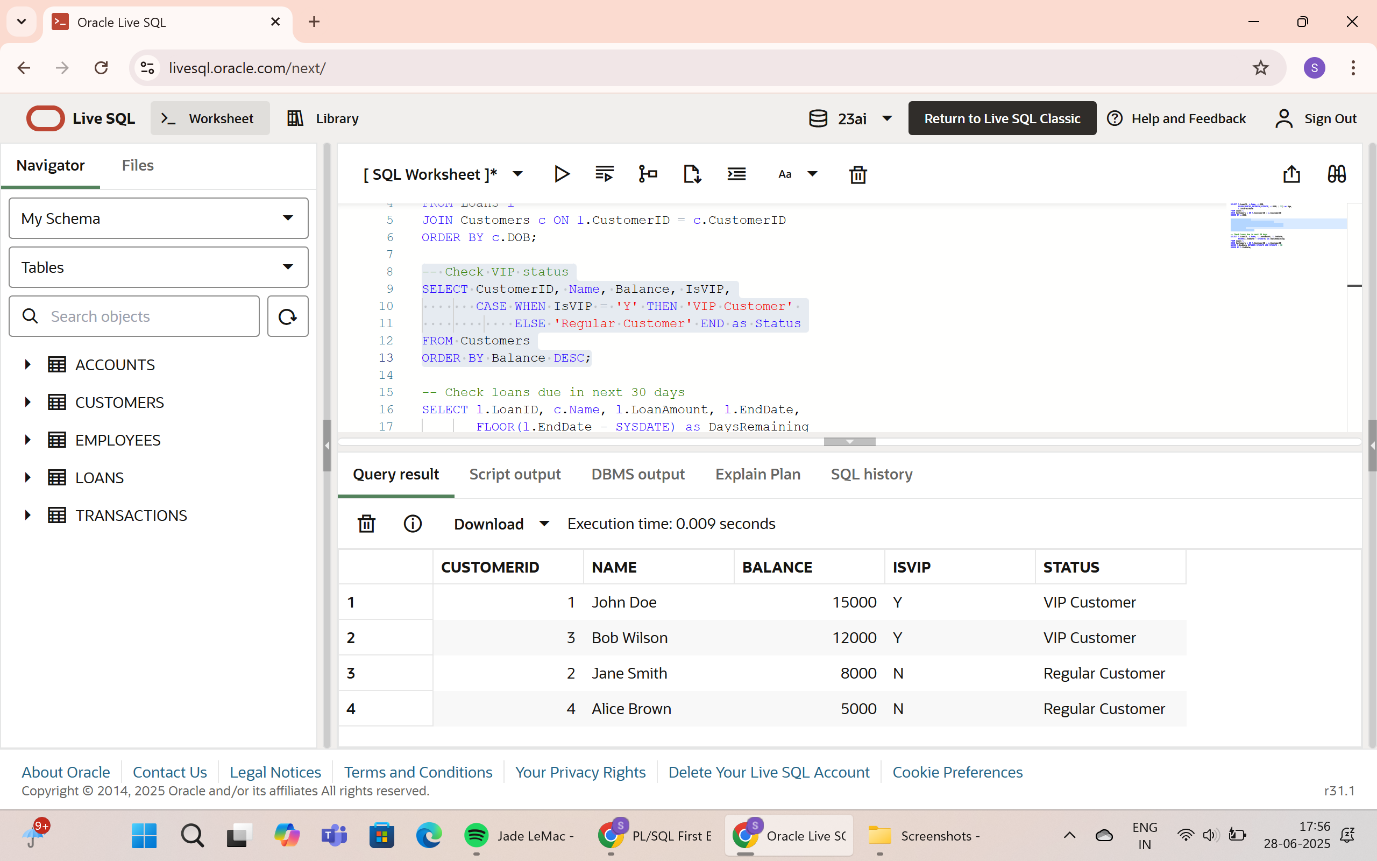 Oracle Live SQL
livesql.oracle.com/next/
S
Live SQL
Worksheet
Library
23ai
Return to Live SQL Classic
Help and Feedback
Sign Out
Navigator
Files
My Schema
Tables
Search objects
ACCOUNTS
CUSTOMERS
EMPLOYEES
LOANS
TRANSACTIONS
[ SQL Worksheet ]*
Aa
4 FROM Loans l
5 JOIN Customers c ON l.CustomerID = c.CustomerID
6 ORDER BY c.DOB;
7
8 -- Check VIP status
9 SELECT CustomerID, Name, Balance, IsVIP,
10 CASE WHEN IsVIP = 'Y' THEN 'VIP Customer'
11 ELSE 'Regular Customer' END as Status
12 FROM Customers
13 ORDER BY Balance DESC;
14
15 -- Check loans due in next 30 days
16 SELECT l.LoanID, c.Name, l.LoanAmount, l.EndDate,
17 FLOOR(l.EndDate - SYSDATE) as DaysRemaining
Query result
Script output
DBMS output
Explain Plan
SQL history
Download
Execution time: 0.009 seconds
CUSTOMERID NAME BALANCE ISVIP STATUS
1 1 John Doe 15000 Y VIP Customer
2 3 Bob Wilson 12000 Y VIP Customer
3 2 Jane Smith 8000 N Regular Customer
4 4 Alice Brown 5000 N Regular Customer
About Oracle
Contact Us
Legal Notices
Terms and Conditions
Your Privacy Rights
Delete Your Live SQL Account
Cookie Preferences
Copyright © 2014, 2025 Oracle and/or its affiliates All rights reserved.
r31.1
9+
Jade LeMac -
S
PL/SQL First E
S
Oracle Live SQ
Screenshots -
ENG
IN
17:56
28-06-2025